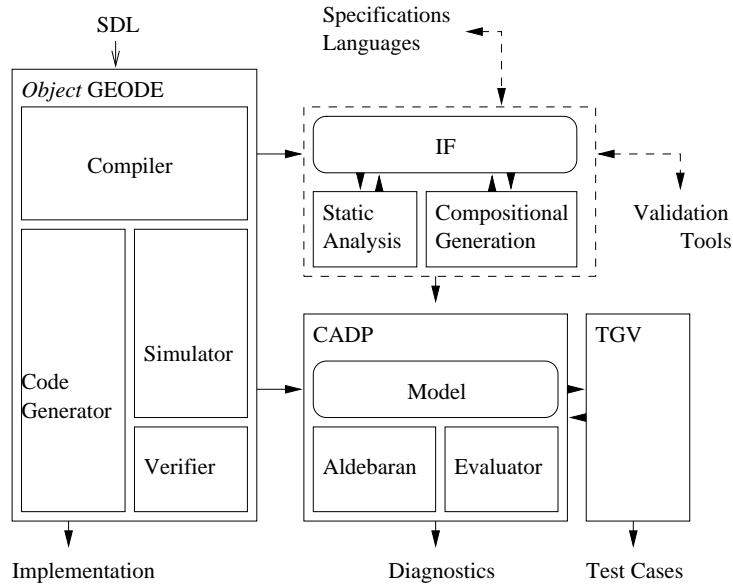 Specifications
Languages
SDL
Object GEODE
Compiler
IF
Static
Analysis
Compositional
Generation
Validation
Tools
Code
Generator
Simulator
Verifier
CADP
Model
Aldebaran
Evaluator
TGV
Implementation
Diagnostics
Test Cases